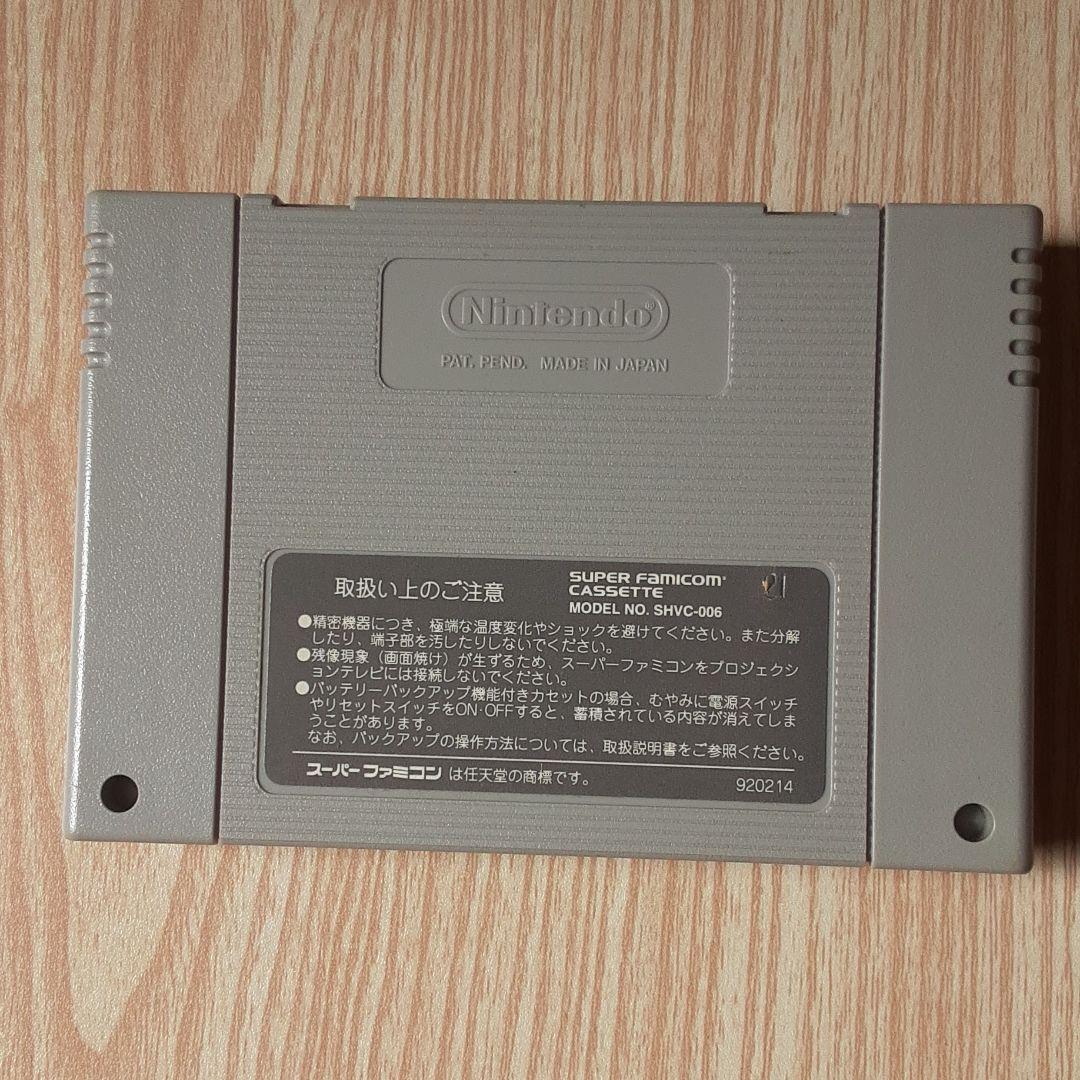 Nintendo®
PAT. PEND. MADE IN JAPAN
取扱い上のご注意
SUPER FAMICOM®
CASSETTE
MODEL NO. SHVC-006
21
●精密機器につき、極端な温度変化やショックを避けてください。また分解
したり、端子部を汚したりしないでください。
●残像現象（画面焼け）が生ずるため、スーパーファミコンをプロジェクシ
ョンテレビには接続しないでください。
●バッテリーバックアップ機能付きカセットの場合、むやみに電源スイッチ
やリセットスイッチをON·OFFすると、蓄積されている内容が消えてしま
うことがあります。
なお、バックアップの操作方法については、取扱説明書をご参照ください。
スーパーファミコン は任天堂の商標です。
920214